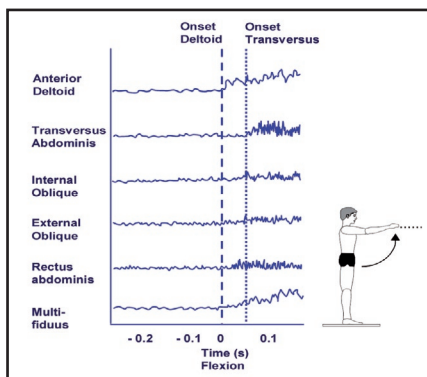 Onset Onset
Deltoid Transversus
Anterior
Deltoid
Transversus
Abdominis
Internal
Oblique
External
Oblique
Rectus
abdominis
Multi-
fiduus
- 0.2 - 0.1 0 0.1
Time (s)
Flexion